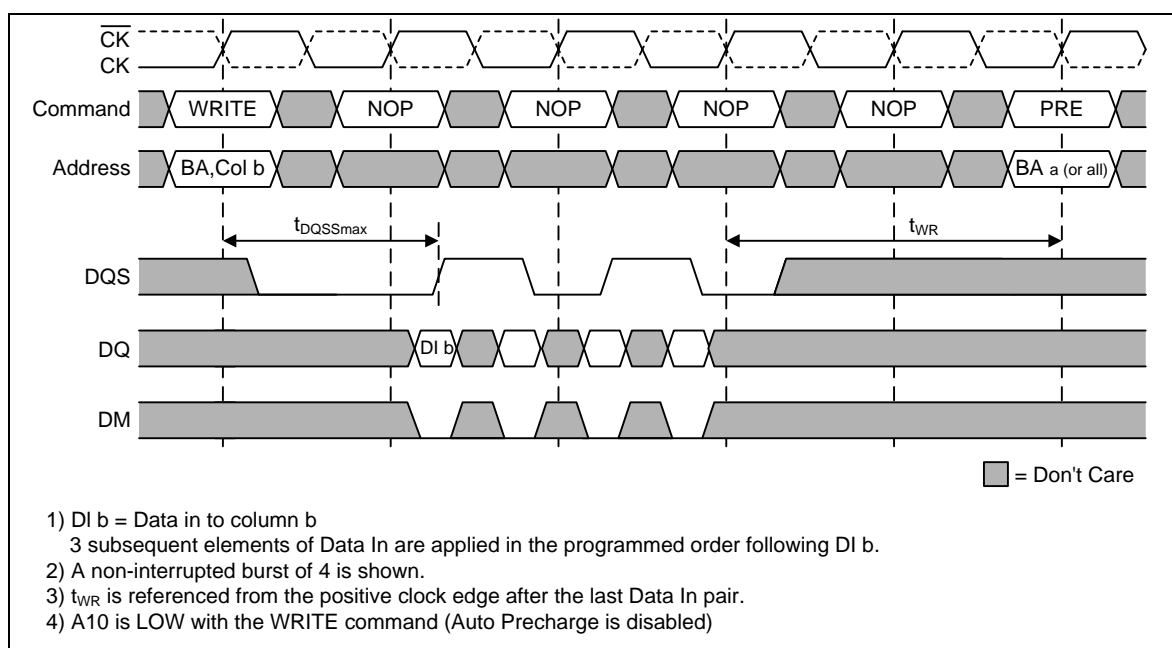 CK
CK
Command WRITE NOP NOP NOP NOP PRE
Address BA,Col b BA a (or all)
tDQSSmax tWR
DQS
DQ DI b
DM
= Don't Care
1) DI b = Data in to column b
3 subsequent elements of Data In are applied in the programmed order following DI b.
2) A non-interrupted burst of 4 is shown.
3) tWR is referenced from the positive clock edge after the last Data In pair.
4) A10 is LOW with the WRITE command (Auto Precharge is disabled)